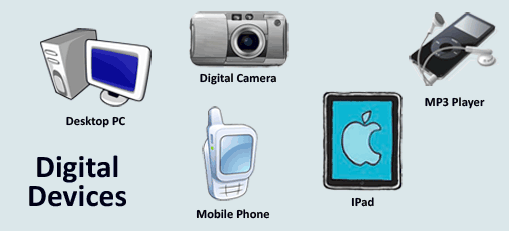 Digital Camera
MP3 Player
Desktop PC
Digital
Devices
Mobile Phone
IPad